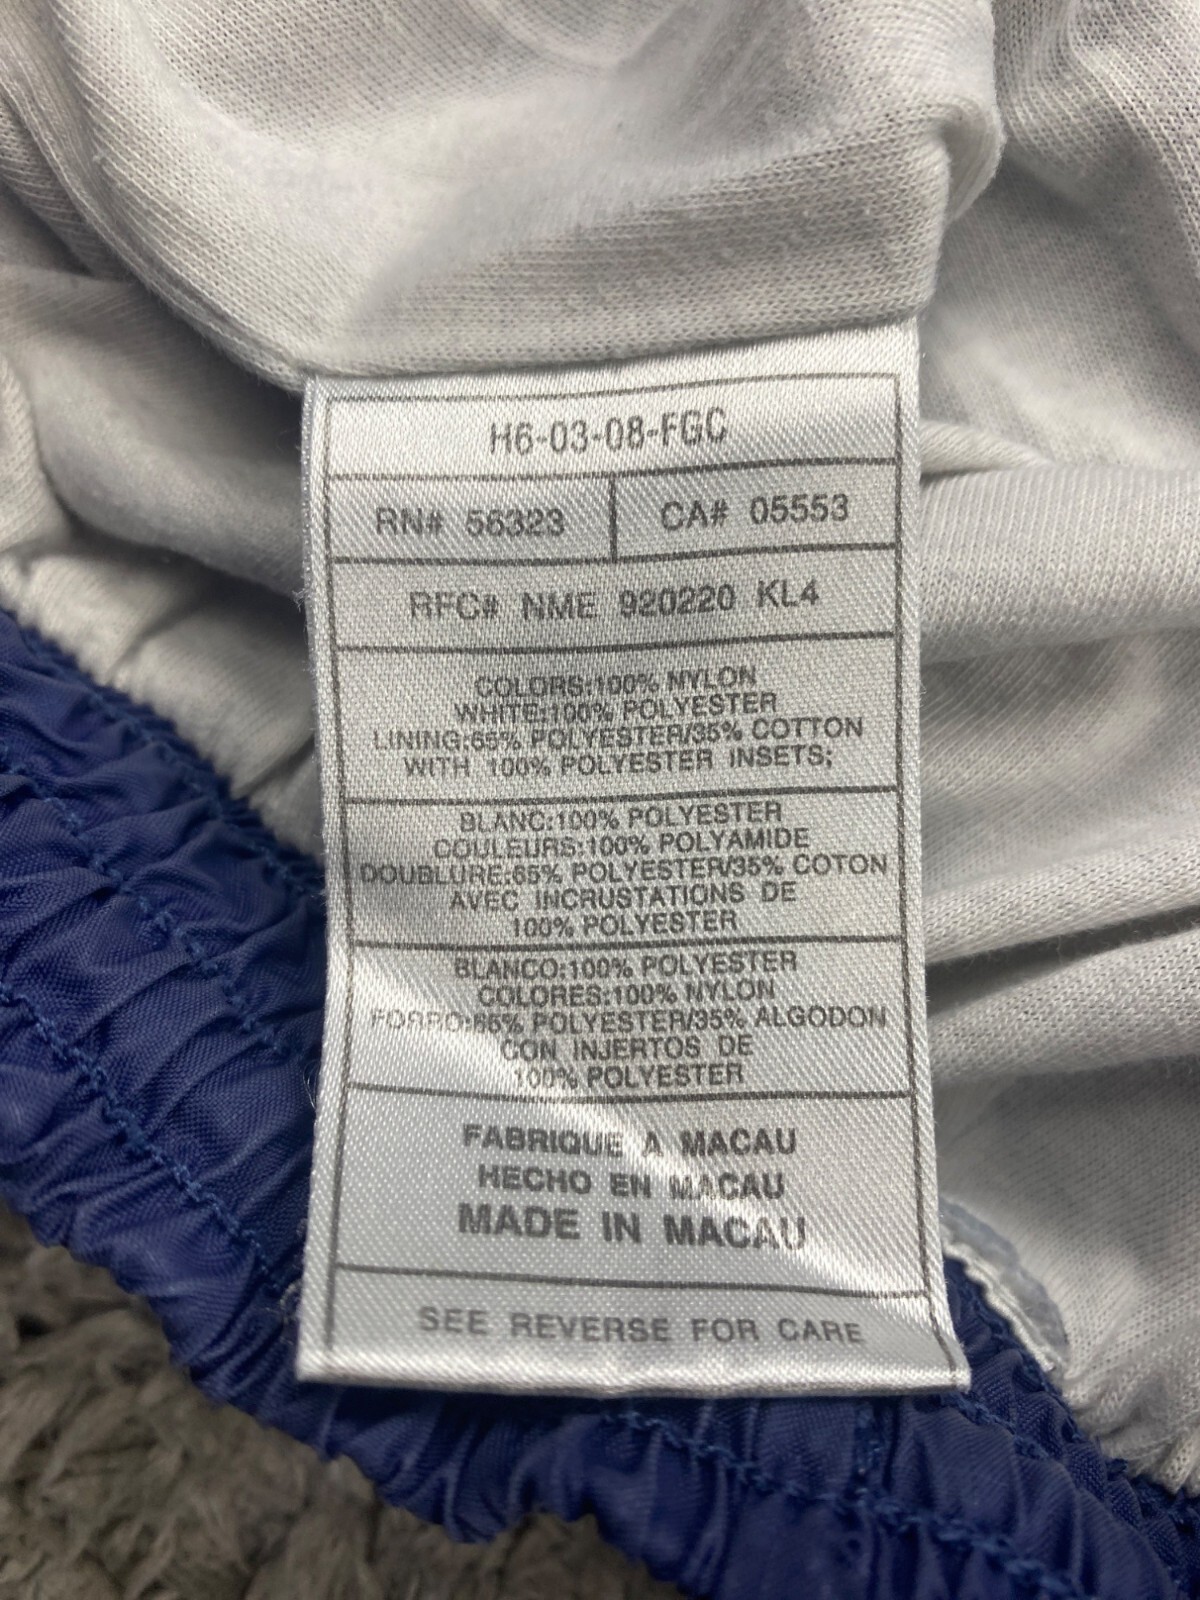 H6-03-08-FGC
RN# 56323 CA# 05553
RFC# NME 920220 KL4
COLORS:100% NYLON
WHITE:100% POLYESTER
LINING:65% POLYESTER/35% COTTON
WITH 100% POLYESTER INSETS;
BLANC:100% POLYESTER
COULEURS:100% POLYAMIDE
DOUBLURE:65% POLYESTER/35% COTON
AVEC INCRUSTATIONS DE
100% POLYESTER
BLANCO:100% POLYESTER
COLORES:100% NYLON
FORRO:65% POLYESTER/35% ALGODON
CON INJERTOS DE
100% POLYESTER
FABRIQUE A MACAU
HECHO EN MACAU
MADE IN MACAU
SEE REVERSE FOR CARE